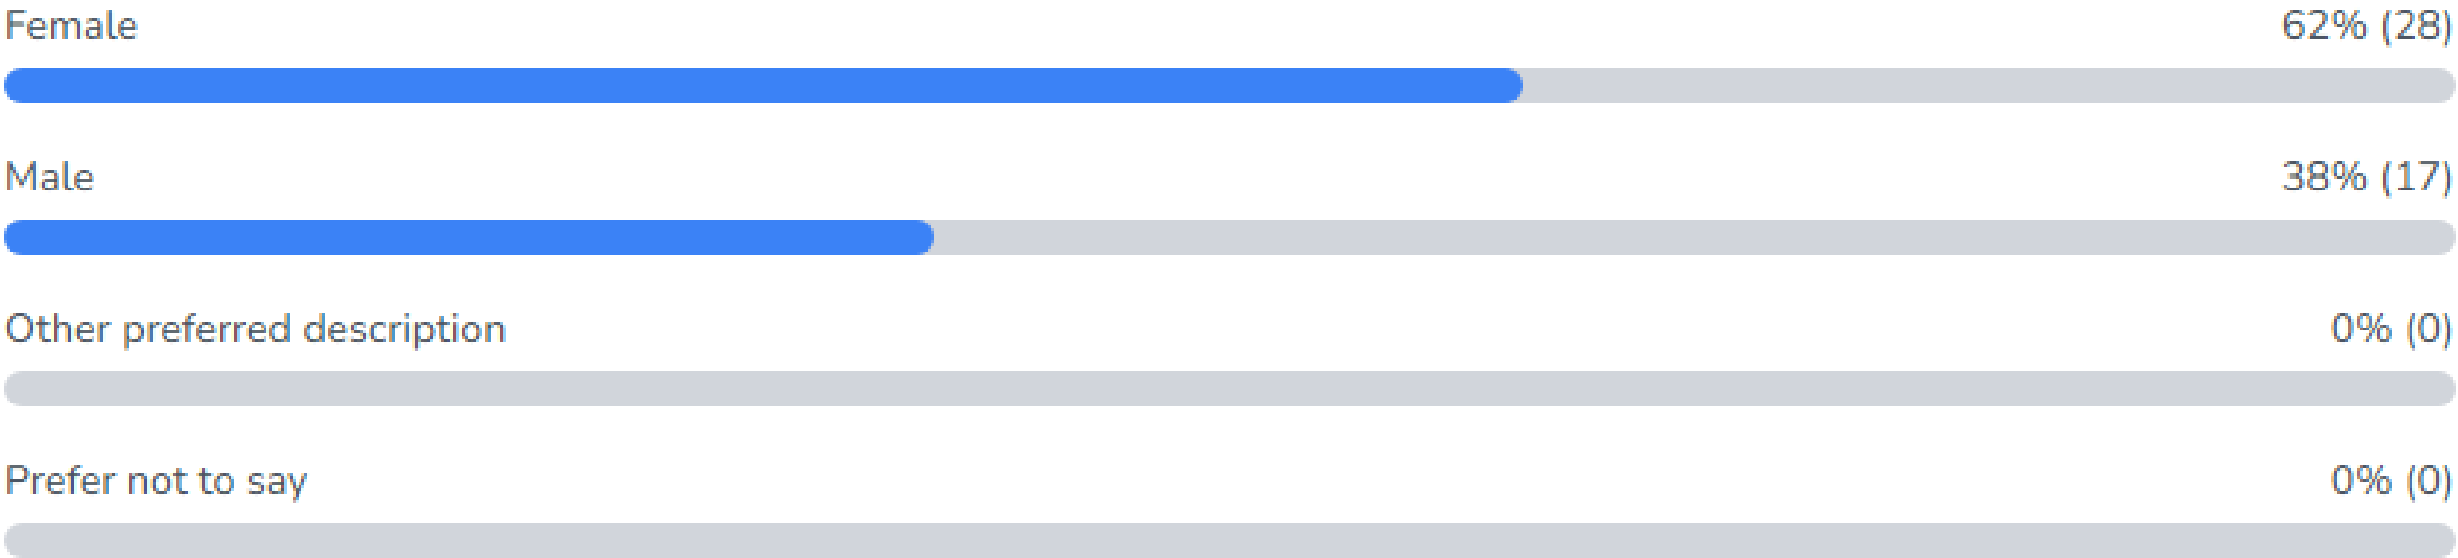 Female 62% (28)
Male 38% (17)
Other preferred description 0% (0)
Prefer not to say 0% (0)